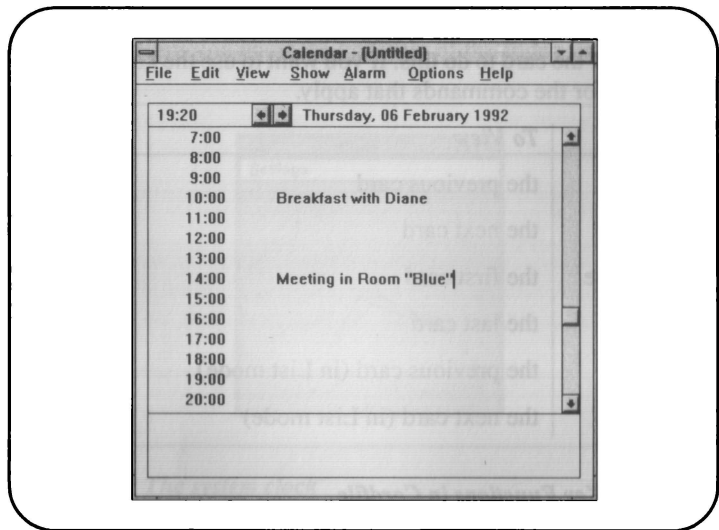 Calendar - (Untitled)
File Edit View Show Alarm Options Help
19:20 Thursday, 06 February 1992
7:00
8:00
9:00
10:00 Breakfast with Diane
11:00
12:00
13:00
14:00 Meeting in Room "Blue"
15:00
16:00
17:00
18:00
19:00
20:00